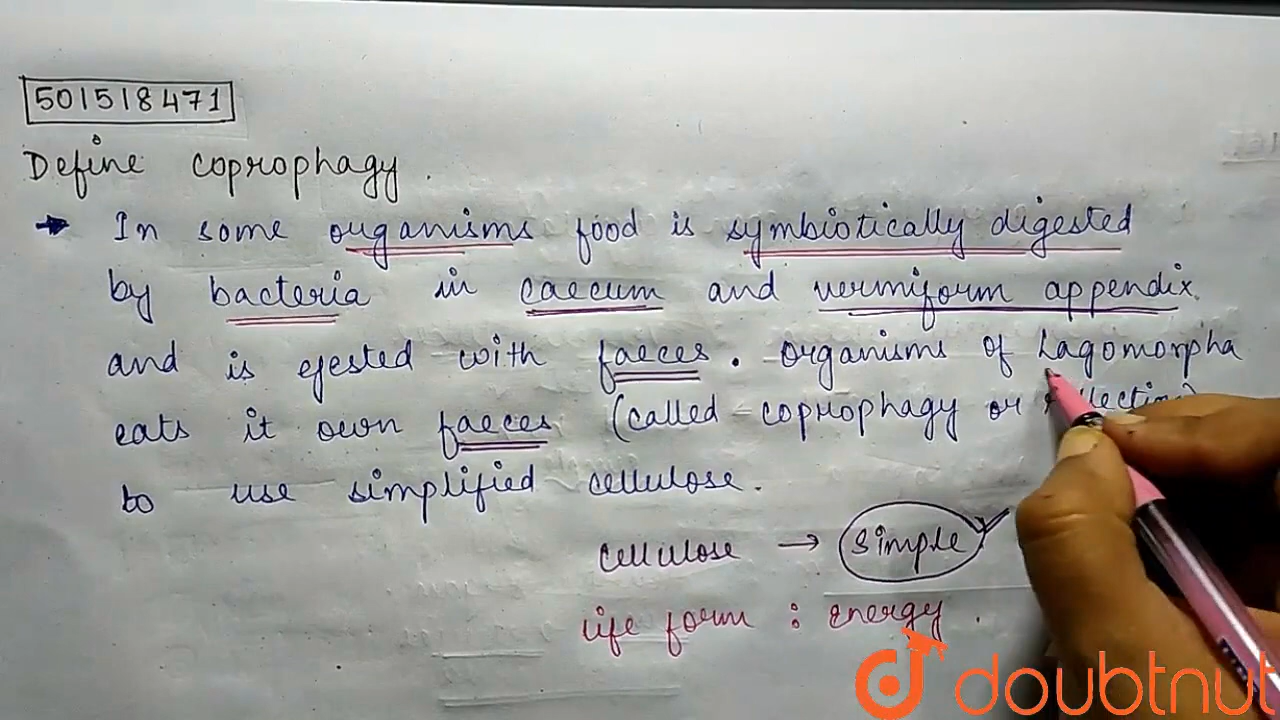 501518471
Define coprophagy.
→ In some organisms food is symbiotically digested
by bacteria in caecum and vermiform appendix
and is ejested with faeces. organisms of Lagomorpha
eats it own faeces (called coprophagy or
to use simplified cellulose.
cellulose → simple
life form : energy.
doubtnut